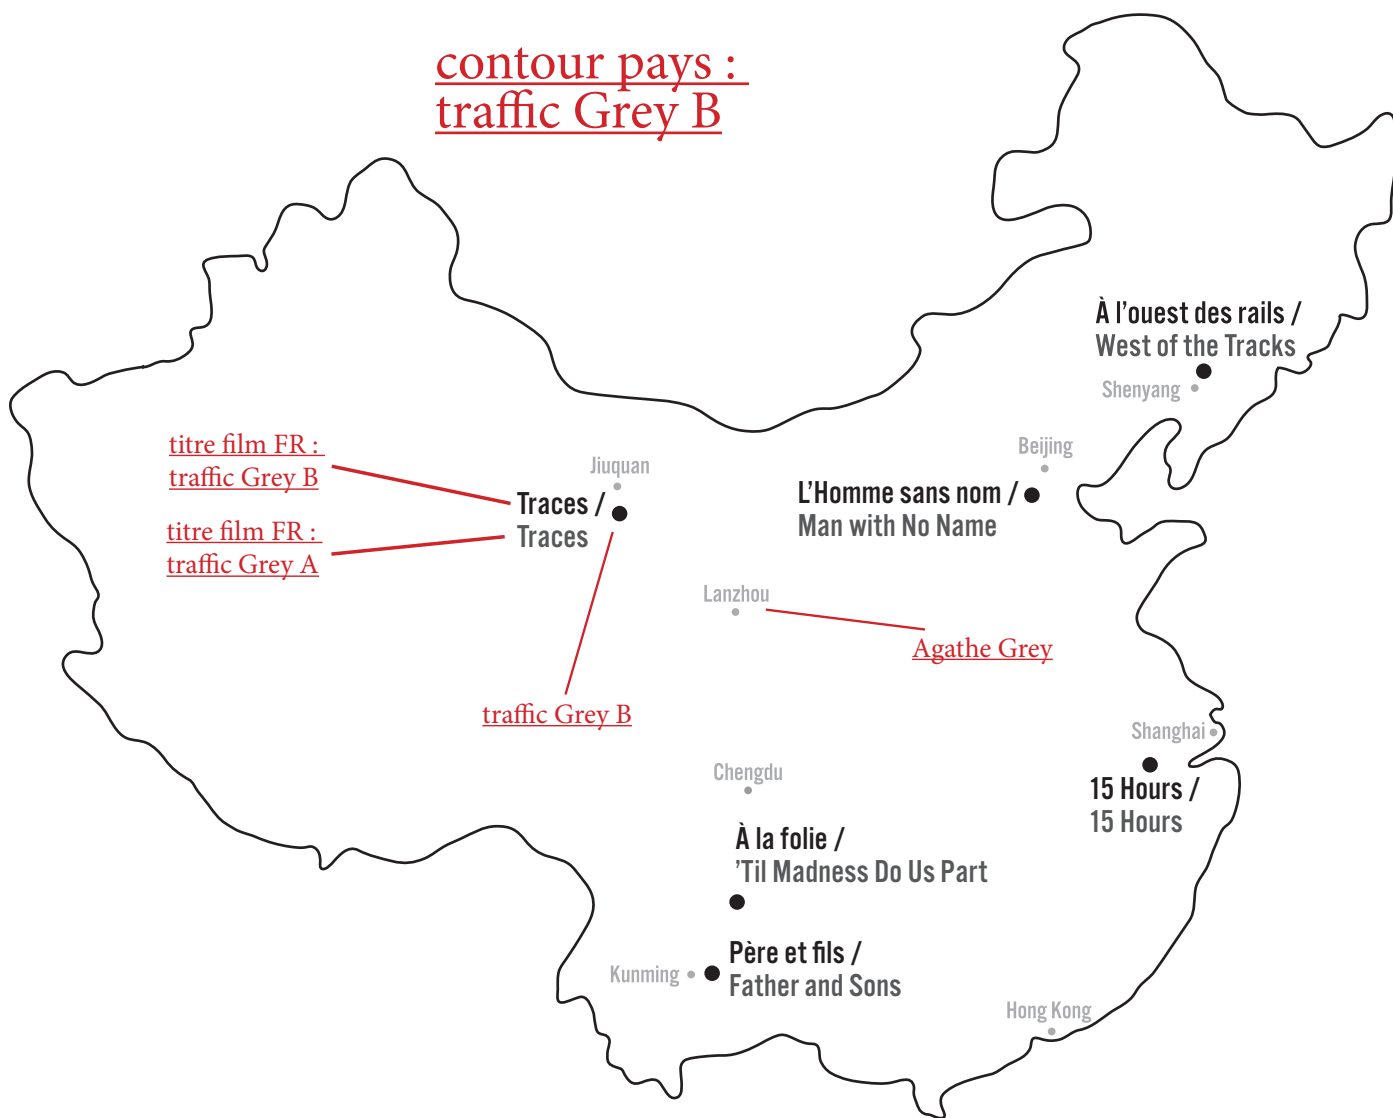 contour pays :
traffic Grey B
À l’ouest des rails /
West of the Tracks
Shenyang
titre film FR :
traffic Grey B
titre film FR :
traffic Grey A
Jiuquan
Traces /
Traces
Beijing
L’Homme sans nom /
Man with No Name
Lanzhou
Agathe Grey
traffic Grey B
Shanghai
15 Hours /
15 Hours
Chengdu
À la folie /
’Til Madness Do Us Part
Père et fils /
Father and Sons
Kunming
Hong Kong